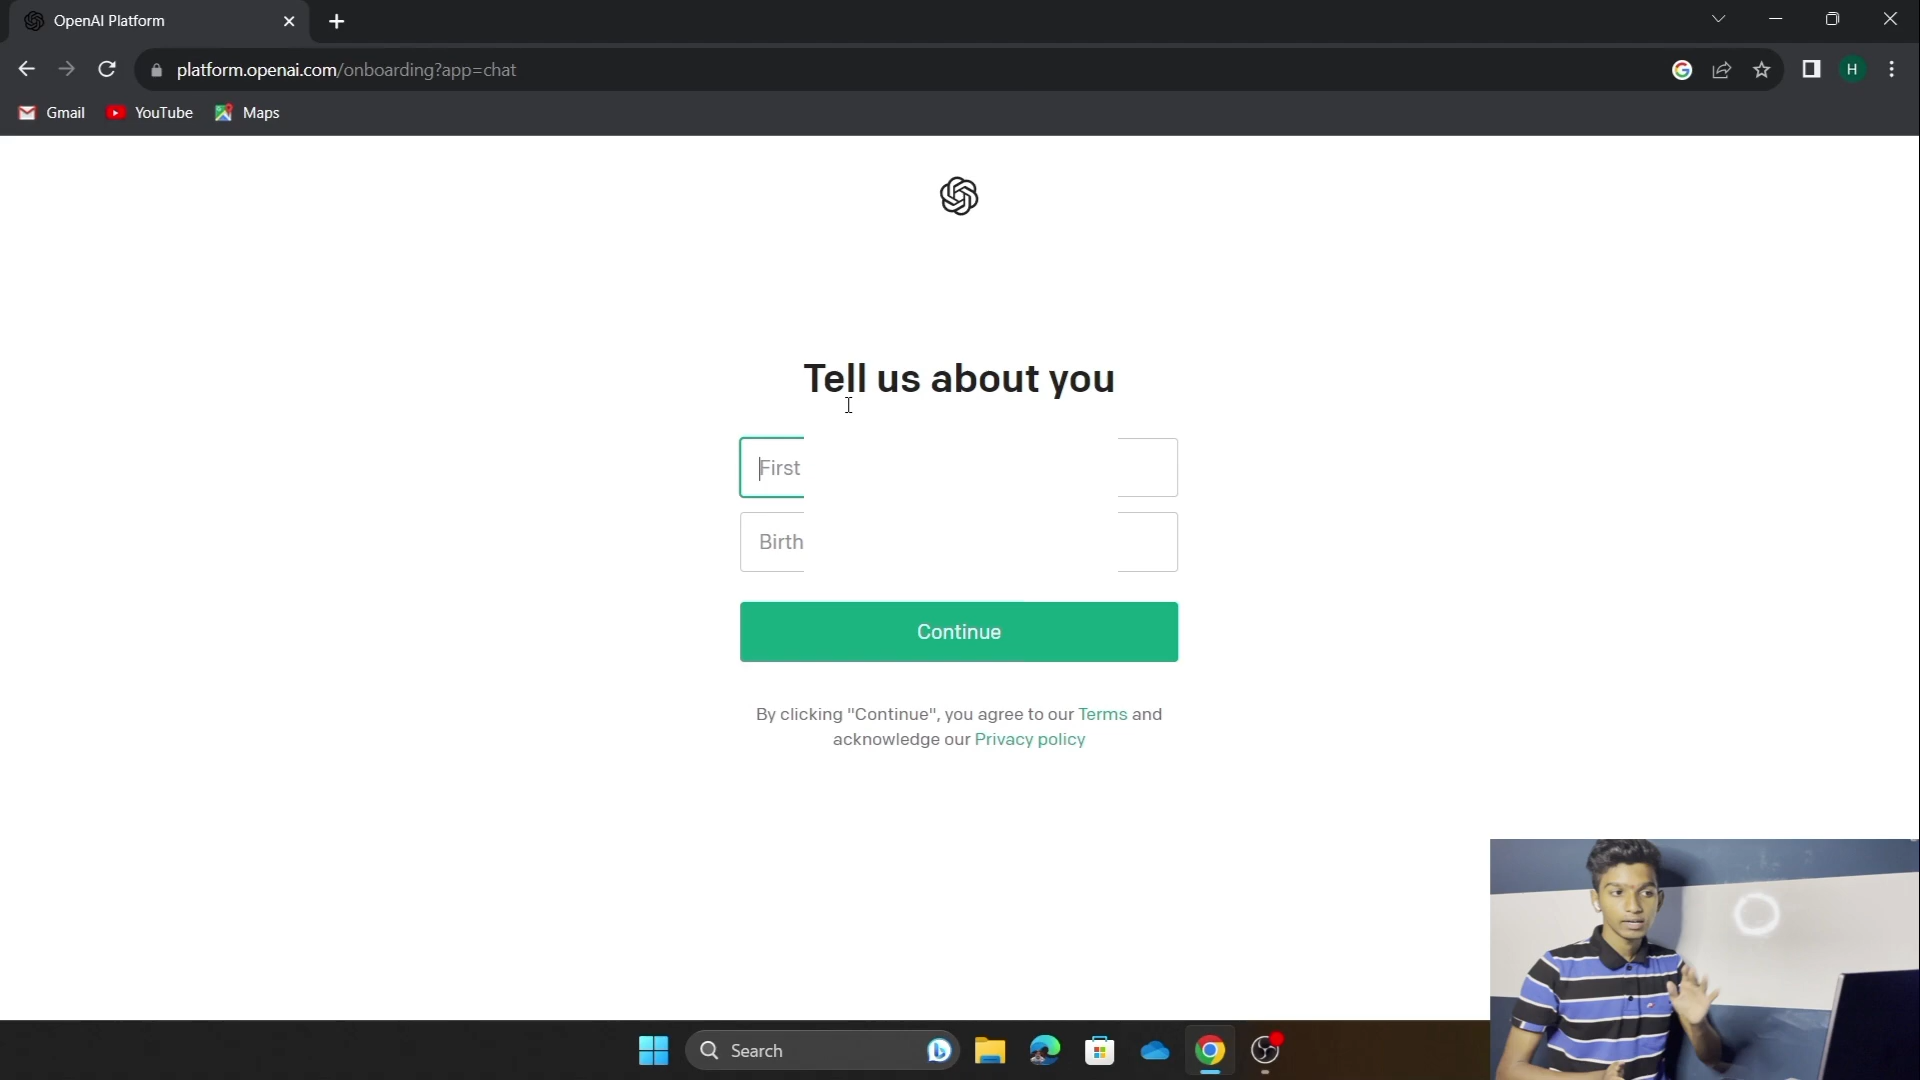 OpenAI Platform
platform.openai.com/onboarding?app=chat
H
Gmail YouTube Maps
Tell us about you
First
Birth
Continue
By clicking "Continue", you agree to our Terms and
acknowledge our Privacy policy
Search